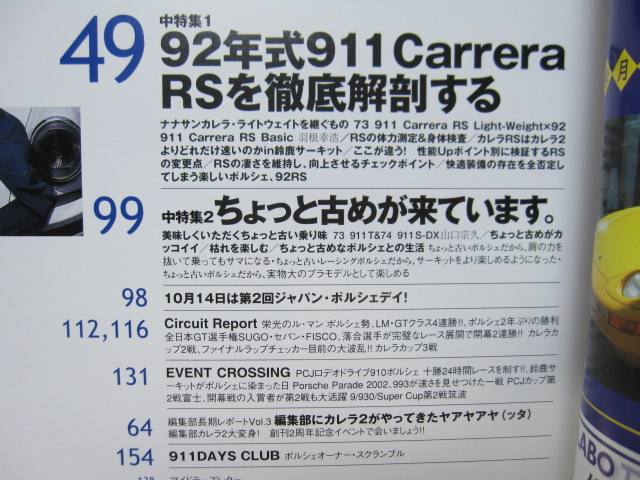 49
中特集1
92年式911 Carrera
RSを徹底解剖する
ナナサンカレラ・ライトウェイトを継ぐもの 73 911 Carrera RS Light-Weight×92
911 Carrera RS Basic 羽根幸浩／RSの体力測定&身体検査／カレラRSはカレラ2
よりどれだけ速いのかin鈴鹿サーキット／ここが違う! 性能Upポイント別に検証するRS
の変更点／RSの凄さを維持し、向上させるチェックポイント／快適装備の存在を全否定し
てしまう楽しいポルシェ、92RS
99
中特集2 ちょっと古めが来ています。
美味しくいただくちょっと古い乗り味 73 911T&74 911S-DX山口宗久／ちょっと古めがカ
ッコイイ／枯れを楽しむ／ちょっと古めなポルシェとの生活 ちょっと古いポルシェだから、肩の力を
抜いて乗ってもサマになる・ちょっと古いレーシングポルシェだから、サーキットをより楽しめるようになった・
ちょっと古いポルシェだから、実物大のプラモデルとして楽しめる
98 10月14日は第2回ジャパン・ポルシェデイ!
112,116 Circuit Report 栄光のル・マン ポルシェ勢、LM・GTクラス4連勝!!、ポルシェ2年ぶりの勝利
全日本GT選手権SUGO・セパン・FISCO、落合選手が完璧なレース展開で開幕2連勝!! カレラカ
ップ2戦、ファイナルラップチェッカー目前の大波乱!! カレラカップ3戦
131 EVENT CROSSING PCJロデオドライブ910ポルシェ 十勝24時間レースを制す!!、鈴鹿サ
ーキットがポルシェに染まった日 Porsche Parade 2002、993が速さを見せつけた一戦 PCJカップ第
2戦富士、開幕戦の入賞者が第2戦も大活躍 9/930/Super Cup第2戦筑波
64 編集部長期レポートVol.3 編集部にカレラ2がやってきたヤアヤアヤ(ッタ)
編集部カレラ2大変身! 創刊2周年記念イベントで会いましょう!!
154 911DAYS CLUB ポルシェオーナー・スクランブル
月